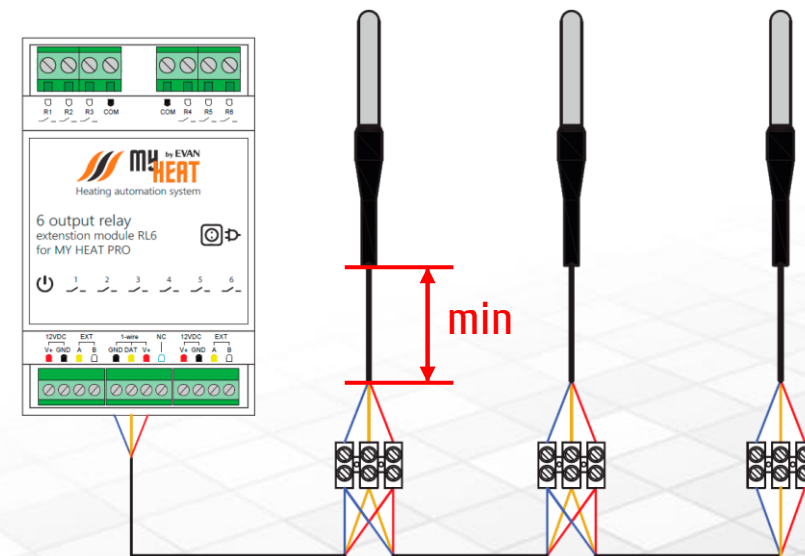 R1 R2 R3 COM COM R4 R5 R6
MY by EVAN
HEAT
Heating automation system
6 output relay
extenstion module RL6
for MY HEAT PRO
1 2 3 4 5 6
12VDC EXT 1-wire NC 12VDC EXT
V+ GND A B GND DAT V+ V+ GND A B
min